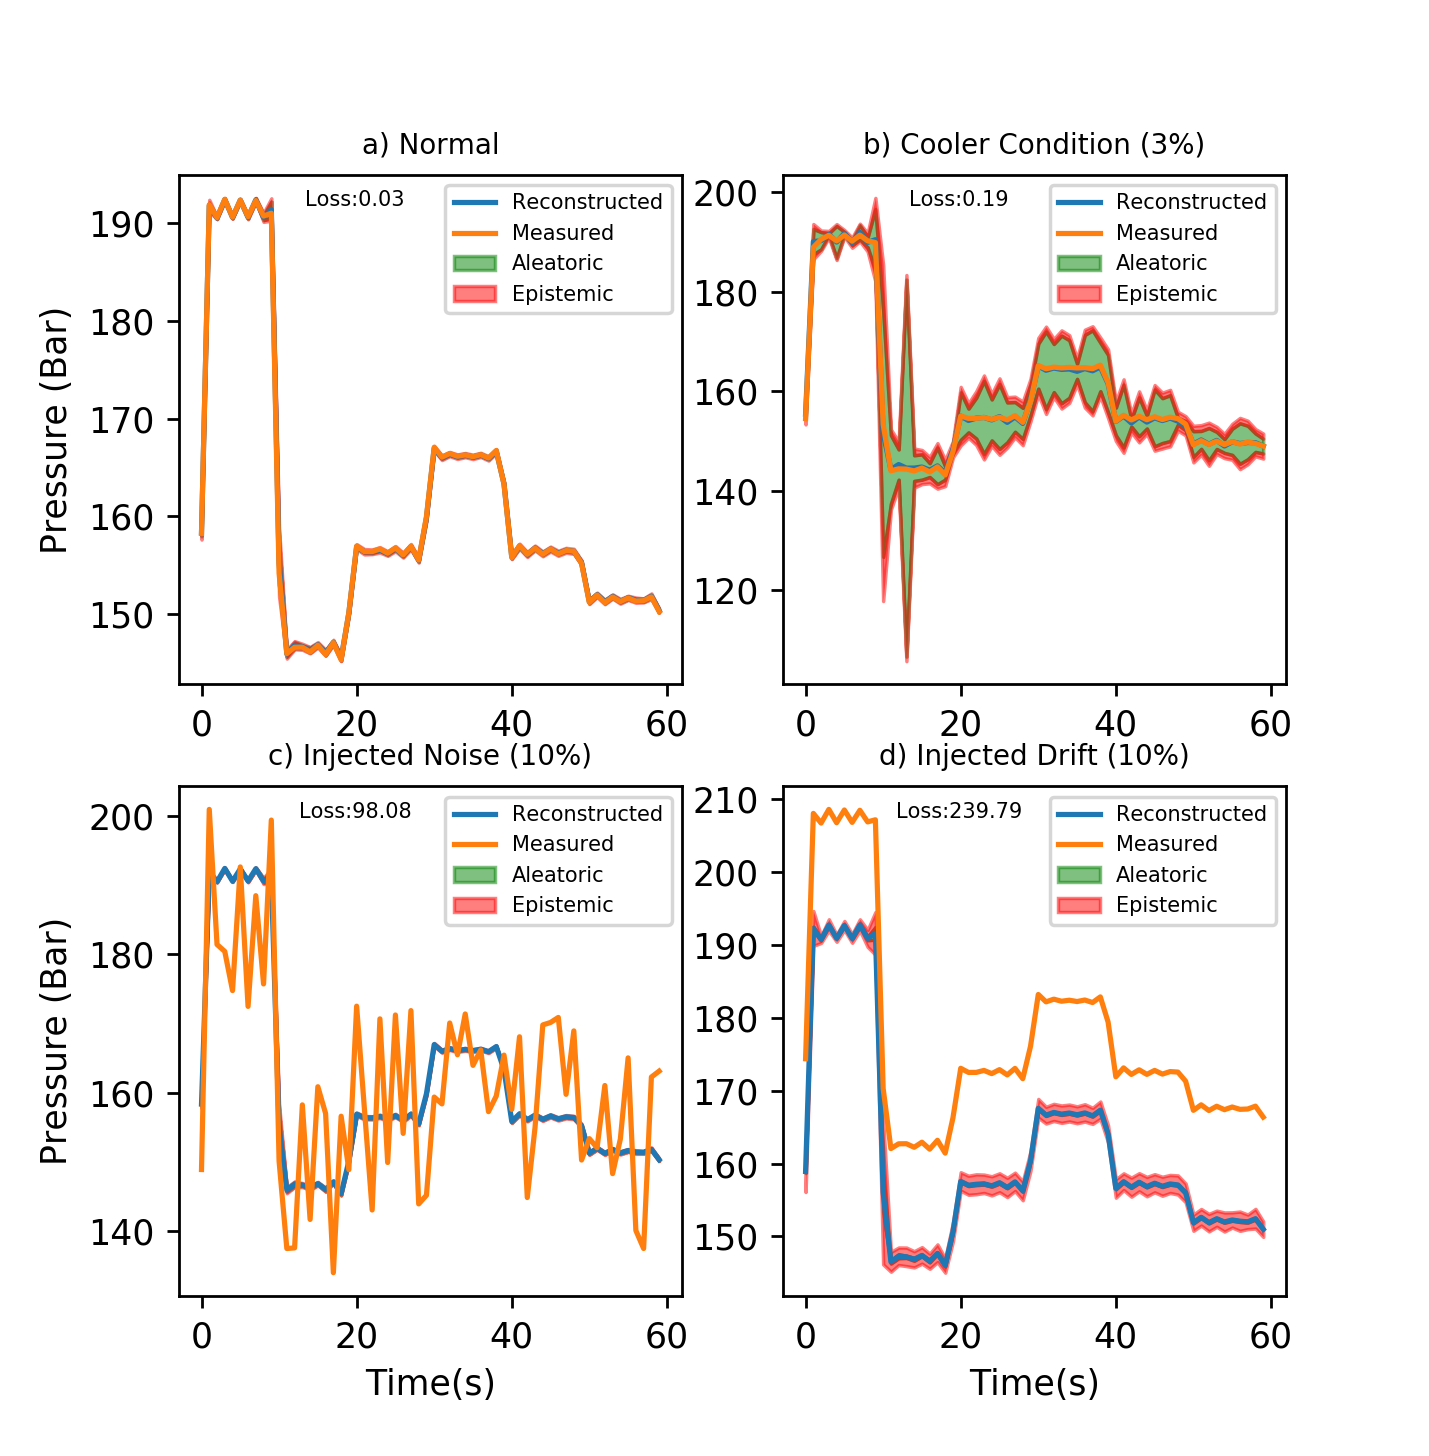 a) Normal
Loss:0.03
Reconstructed
Measured
Aleatoric
Epistemic
190
180
170
160
150
Pressure (Bar)
0 20 40 60
b) Cooler Condition (3%)
Loss:0.19
Reconstructed
Measured
Aleatoric
Epistemic
200
180
160
140
120
0 20 40 60
c) Injected Noise (10%)
Loss:98.08
Reconstructed
Measured
Aleatoric
Epistemic
200
180
160
140
Pressure (Bar)
0 20 40 60
Time(s)
d) Injected Drift (10%)
Loss:239.79
Reconstructed
Measured
Aleatoric
Epistemic
210
200
190
180
170
160
150
0 20 40 60
Time(s)